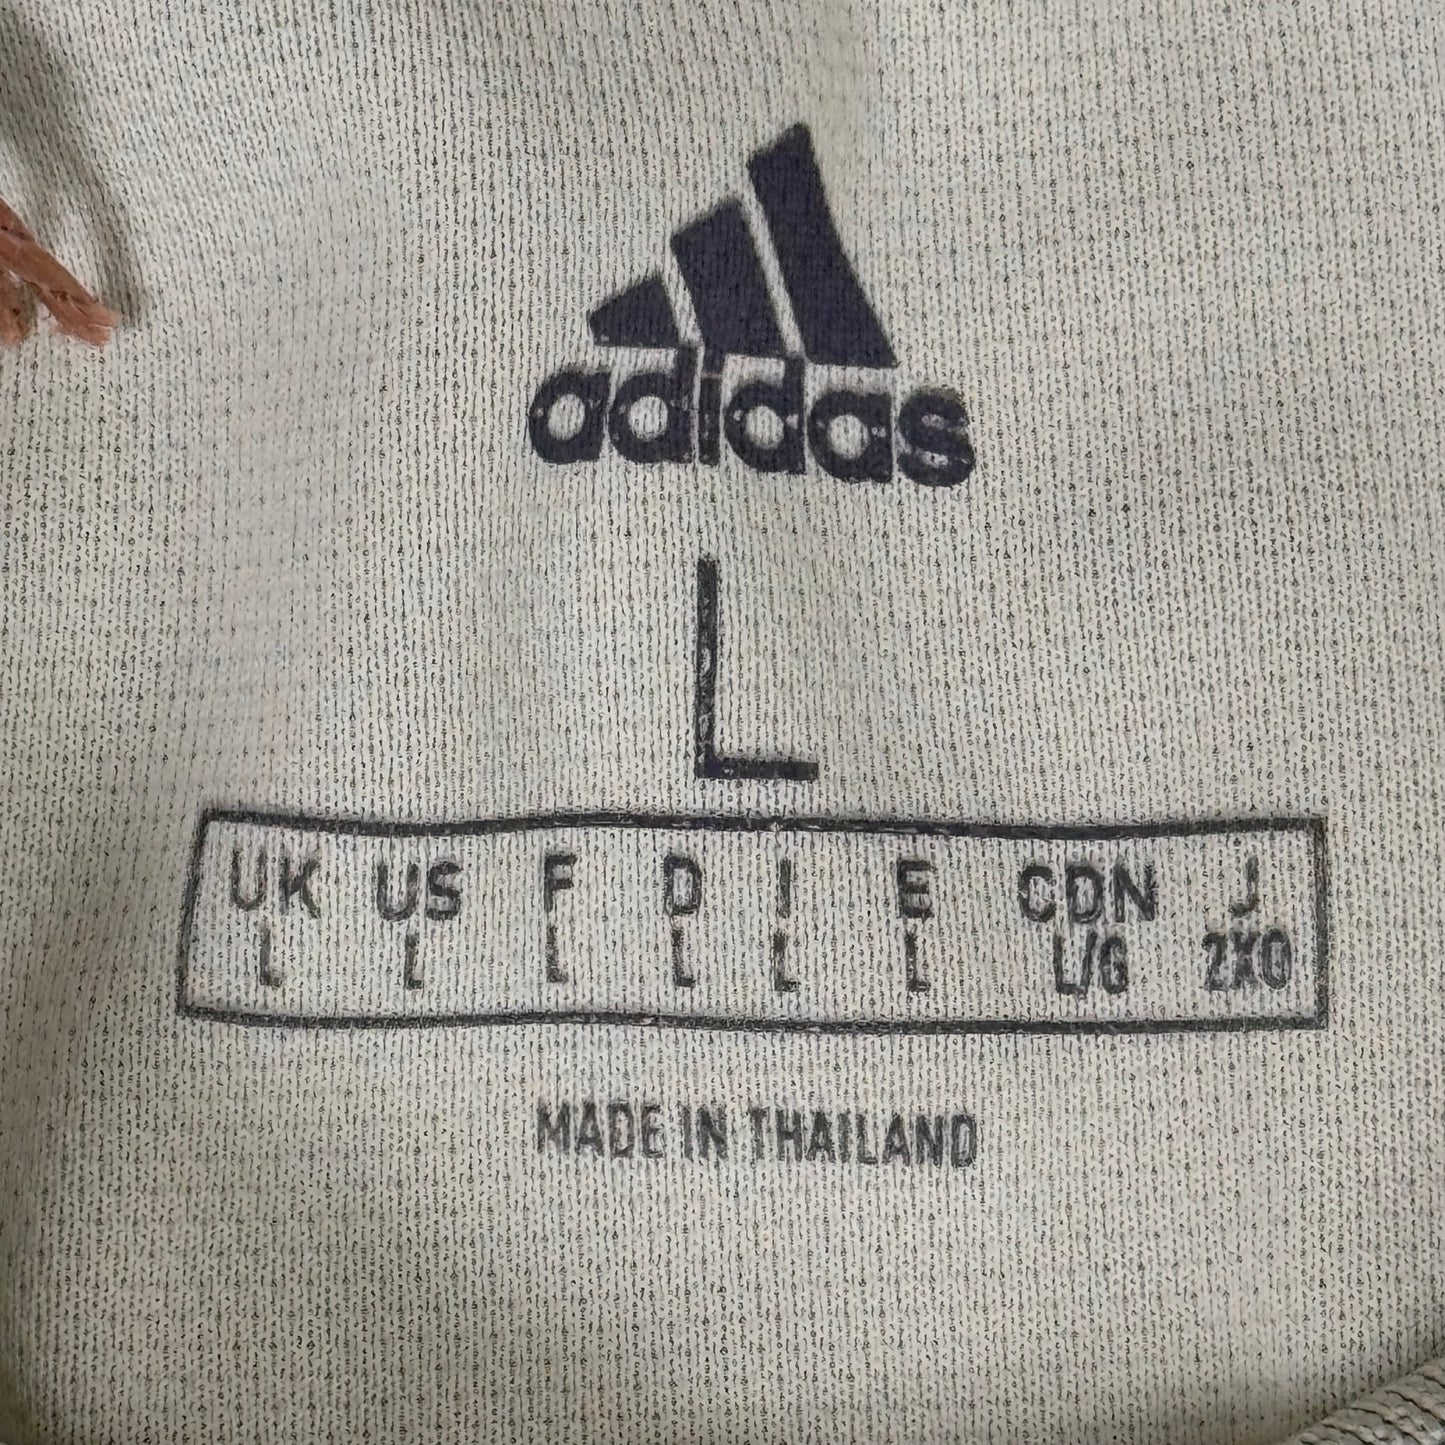 adidas
L
UK US F D I E CDN J
L L L L L L L/G 2XO
MADE IN THAILAND